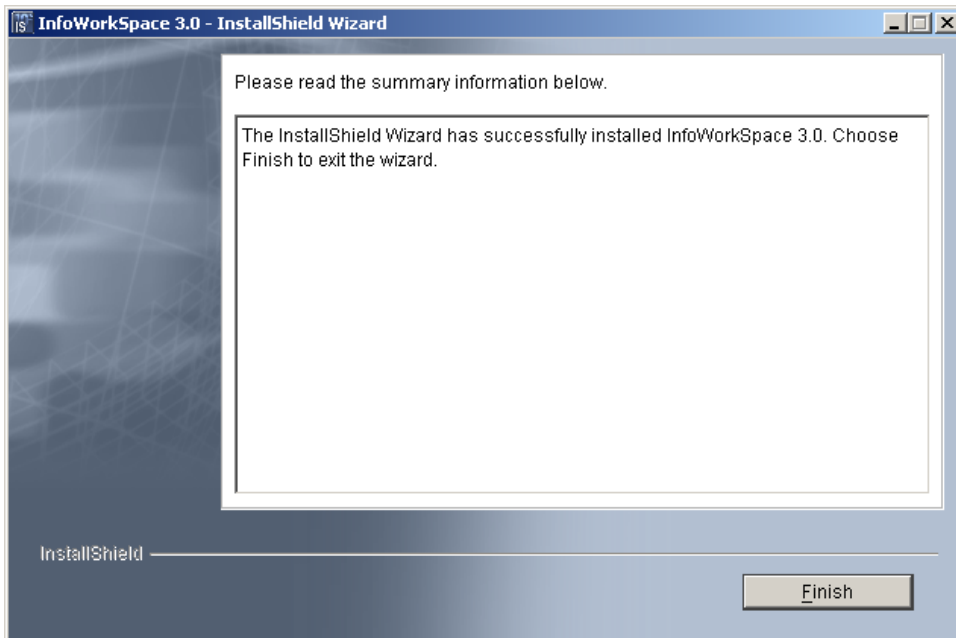 InfoWorkSpace 3.0 - InstallShield Wizard
Please read the summary information below.
The InstallShield Wizard has successfully installed InfoWorkSpace 3.0. Choose
Finish to exit the wizard.
InstallShield
Finish